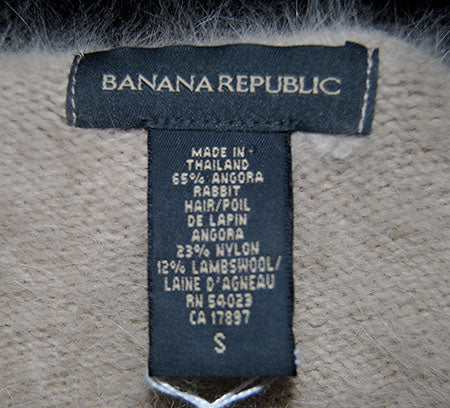 BANANA REPUBLIC
MADE IN
THAILAND
65% ANGORA
RABBIT
HAIR/POIL
DE LAPIN
ANGORA
23% NYLON
12% LAMBSWOOL/
LAINE D'AGNEAU
RN 54023
CA 17897
S